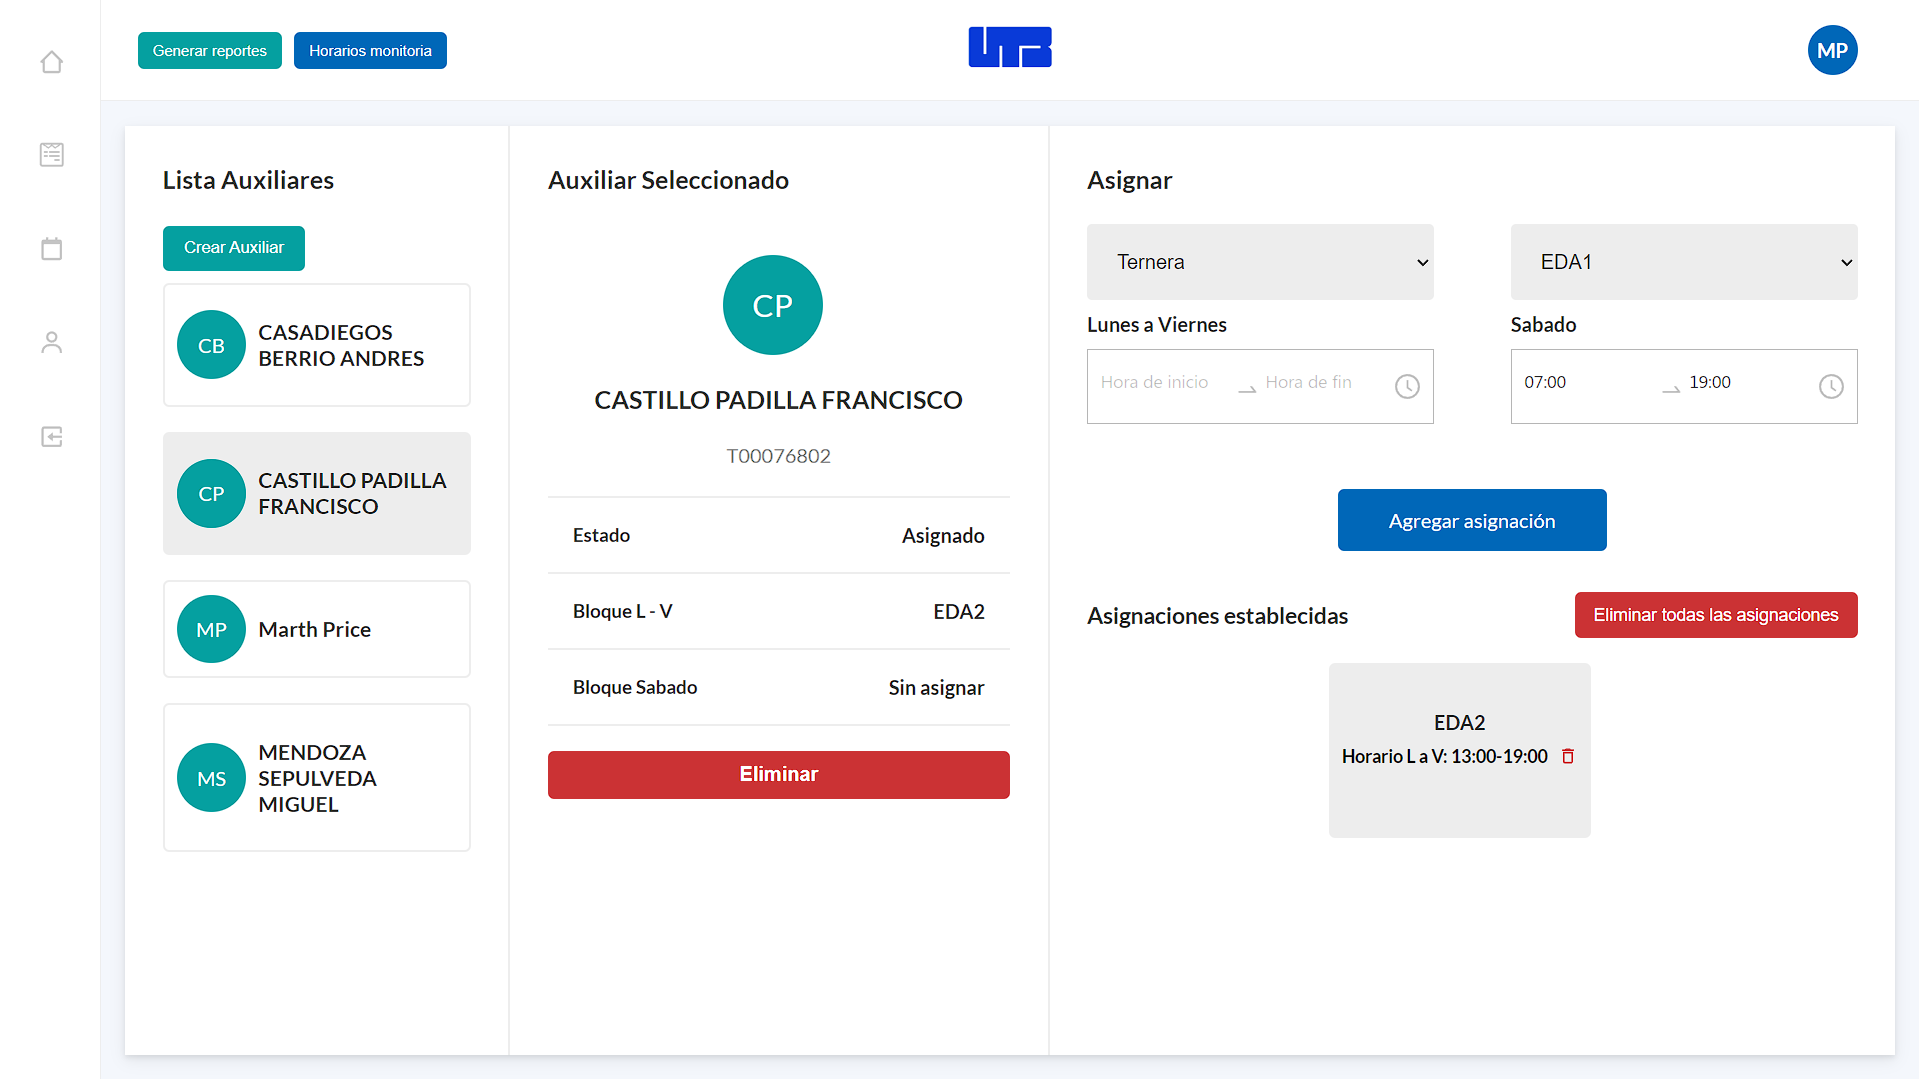 Generar reportes
Horarios monitoria
UTB
MP
Lista Auxiliares
Crear Auxiliar
CB
CASADIEGOS
BERRIO ANDRES
CP
CASTILLO PADILLA
FRANCISCO
MP
Marth Price
MS
MENDOZA
SEPULVEDA
MIGUEL
Auxiliar Seleccionado
CP
CASTILLO PADILLA FRANCISCO
T00076802
Estado Asignado
Bloque L - V EDA2
Bloque Sabado Sin asignar
Eliminar
Asignar
Ternera
EDA1
Lunes a Viernes
Sabado
Hora de inicio Hora de fin
07:00 19:00
Agregar asignación
Asignaciones establecidas
Eliminar todas las asignaciones
EDA2
Horario L a V: 13:00-19:00